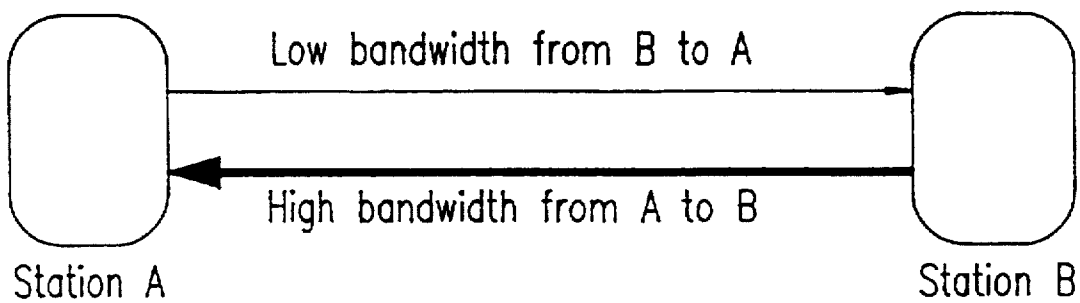 Low bandwidth from B to A
High bandwidth from A to B
Station A
Station B